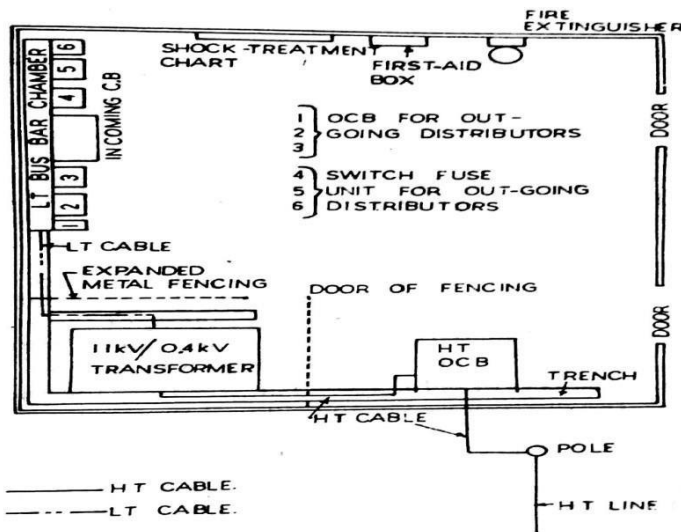 FIRE
EXTINGUISHER
SHOCK-TREATMENT
CHART
FIRST-AID
BOX
6
5
4
LT BUS BAR CHAMBER
INCOMING C.B
3
2
1
1
2
3
OCB FOR OUT-
GOING DISTRIBUTORS
4
5
6
SWITCH FUSE
UNIT FOR OUT-GOING
DISTRIBUTORS
DOOR
LT CABLE
EXPANDED
METAL FENCING
DOOR OF FENCING
11kV/0.4kV
TRANSFORMER
HT
OCB
DOOR
TRENCH
HT CABLE
POLE
HT CABLE.
LT CABLE.
HT LINE